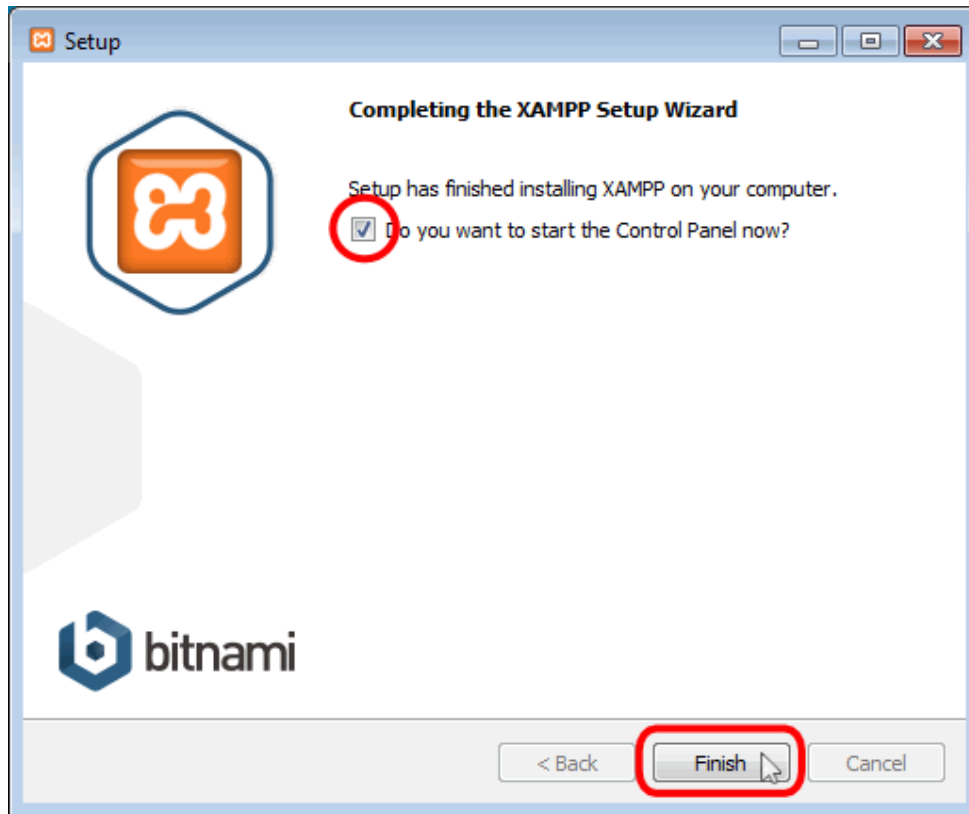 Setup
Completing the XAMPP Setup Wizard
Setup has finished installing XAMPP on your computer.
Do you want to start the Control Panel now?
bitnami
< Back
Finish
Cancel